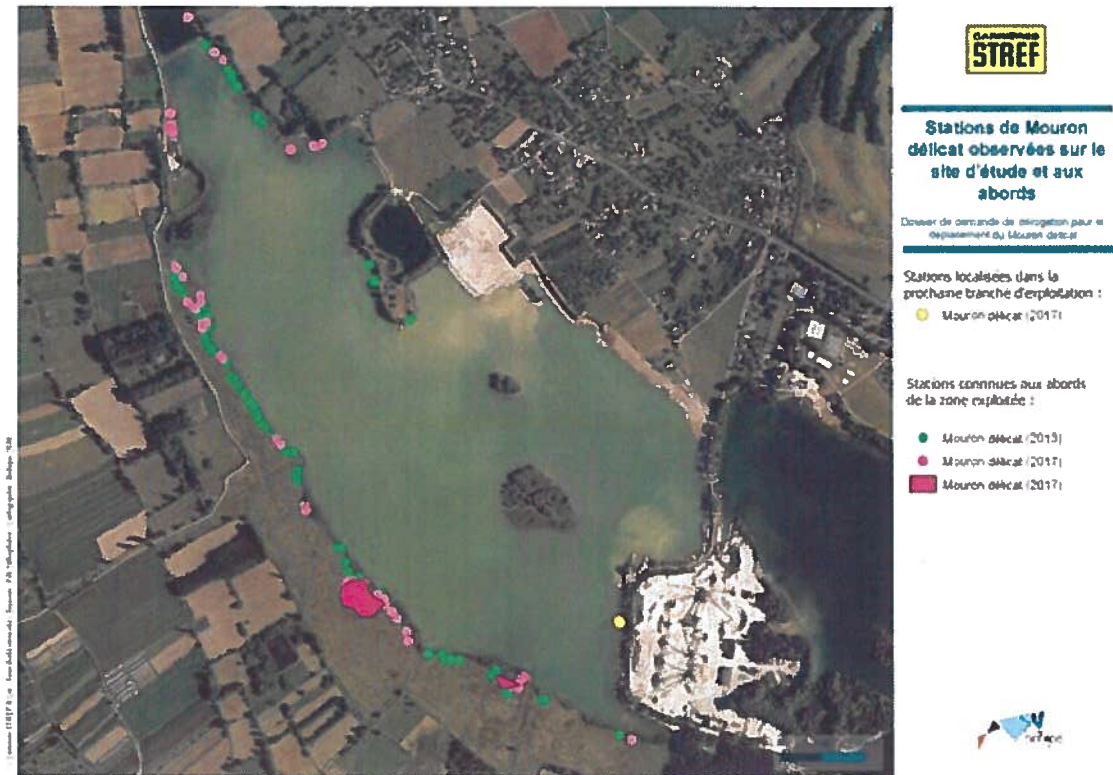 CARRIÈRES
STREF
Stations de Mouron
délicat observées sur le
site d'étude et aux
abords
Dossier de demande de dérogation pour le
déplacement du Mouron délicat
Stations localisées dans la
prochaine tranche d'exploitation :
Mouron délicat (2017)
Stations connues aux abords
de la zone exploitée :
Mouron délicat (2013)
Mouron délicat (2017)
Mouron délicat (2017)